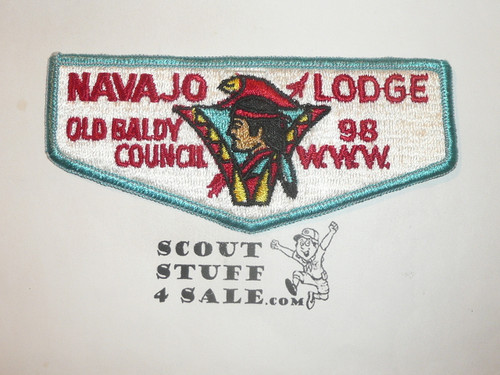 NAVAJO LODGE
OLD BALDY 98
COUNCIL W.W.W.
SCOUT
STUFF
4 SALE.COM